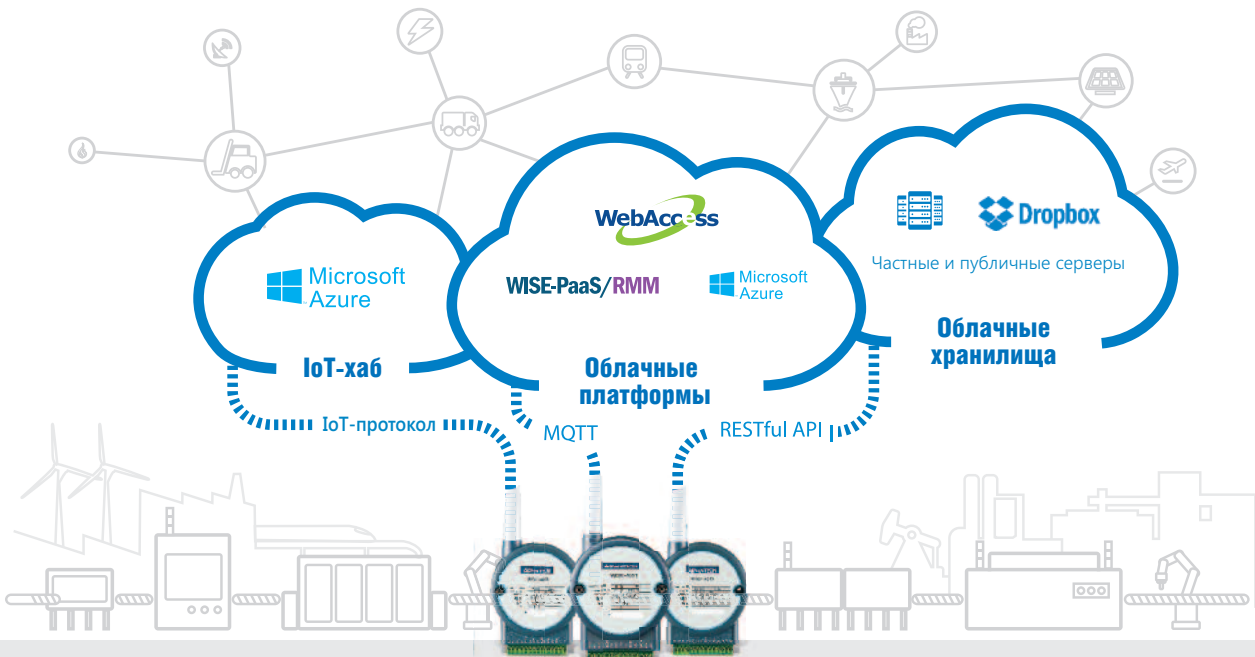 Microsoft
Azure
IoT-хаб
WebAccess
WISE-PaaS/RMM
Microsoft
Azure
Облачные
платформы
Dropbox
Частные и публичные серверы
Облачные
хранилища
IoT-протокол
MQTT
RESTful API